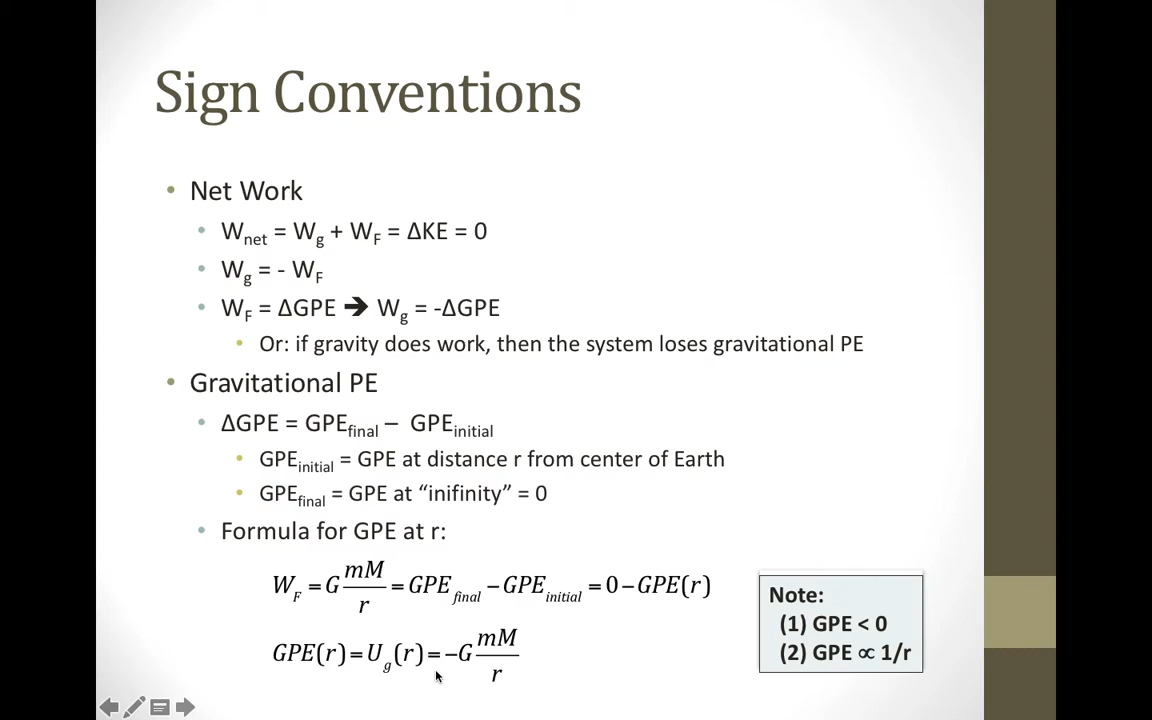 Sign Conventions
• Net Work
• W_net = W_g + W_F = ΔKE = 0
• W_g = - W_F
• W_F = ΔGPE ➔ W_g = -ΔGPE
• Or: if gravity does work, then the system loses gravitational PE
• Gravitational PE
• ΔGPE = GPE_final – GPE_initial
• GPE_initial = GPE at distance r from center of Earth
• GPE_final = GPE at “inifinity” = 0
• Formula for GPE at r:
W_F = G mM/r = GPE_final − GPE_initial = 0 − GPE(r)
GPE(r) = U_g(r) = −G mM/r
Note:
(1) GPE < 0
(2) GPE ∝ 1/r